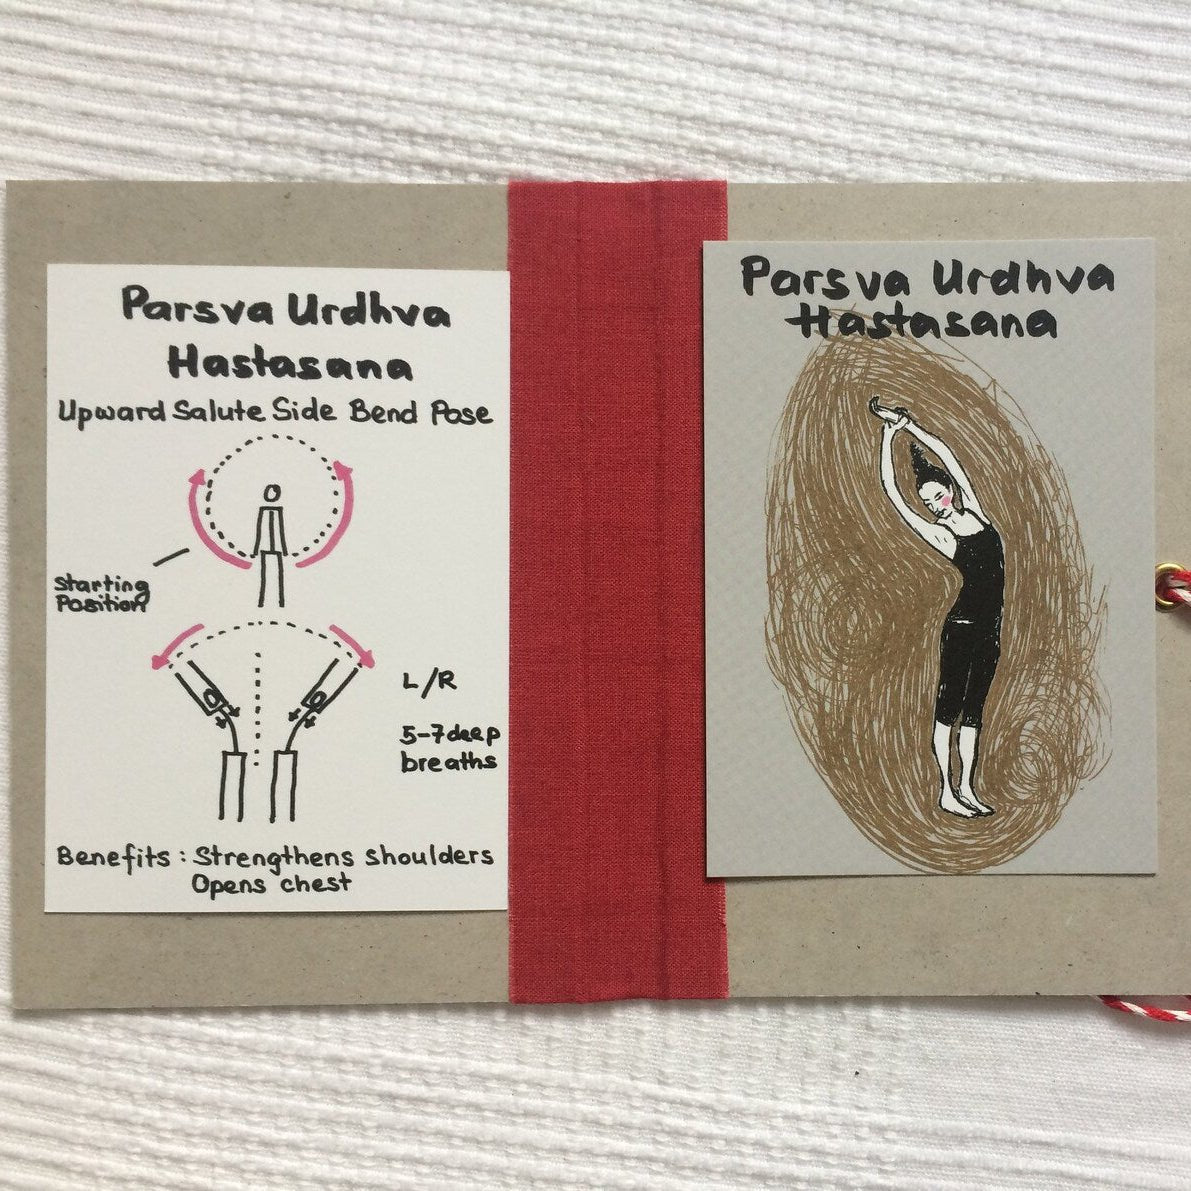 Parsva Urdhva
Hastasana
Upward Salute Side Bend Pose
Starting
Position
L/R
5-7 deep
breaths
Benefits: Strengthens shoulders
Opens chest
Parsva Urdhva
Hastasana